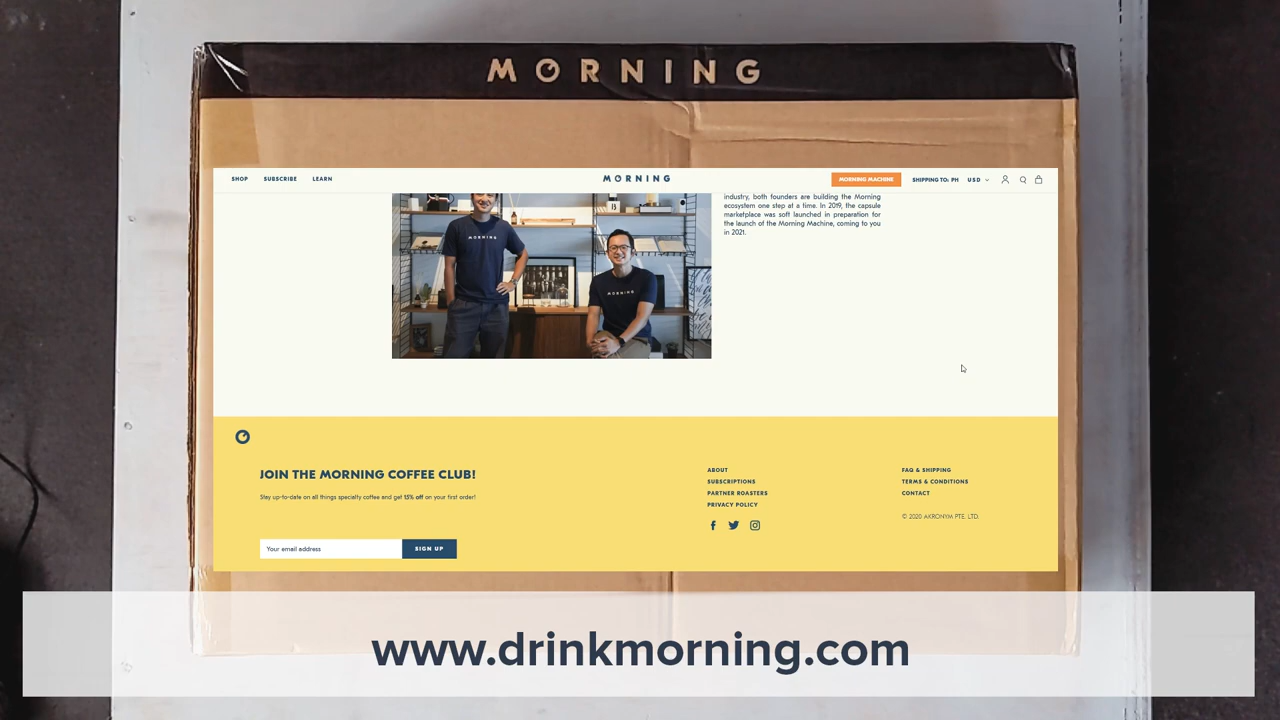 MORNING
SHOP SUBSCRIBE LEARN MORNING MORNING MACHINE SHIPPING TO: PH USD
industry, both founders are building the Morning
ecosystem one step at a time. In 2019, the capsule
marketplace was soft launched in preparation for
the launch of the Morning Machine, coming to you
in 2021.
MORNING
MORNING
JOIN THE MORNING COFFEE CLUB!
Stay up-to-date on all things specialty coffee and get 15% off on your first order!
Your email address SIGN UP
ABOUT
SUBSCRIPTIONS
PARTNER ROASTERS
PRIVACY POLICY
FAQ & SHIPPING
TERMS & CONDITIONS
CONTACT
© 2020 AKRONYM PTE. LTD.
www.drinkmorning.com